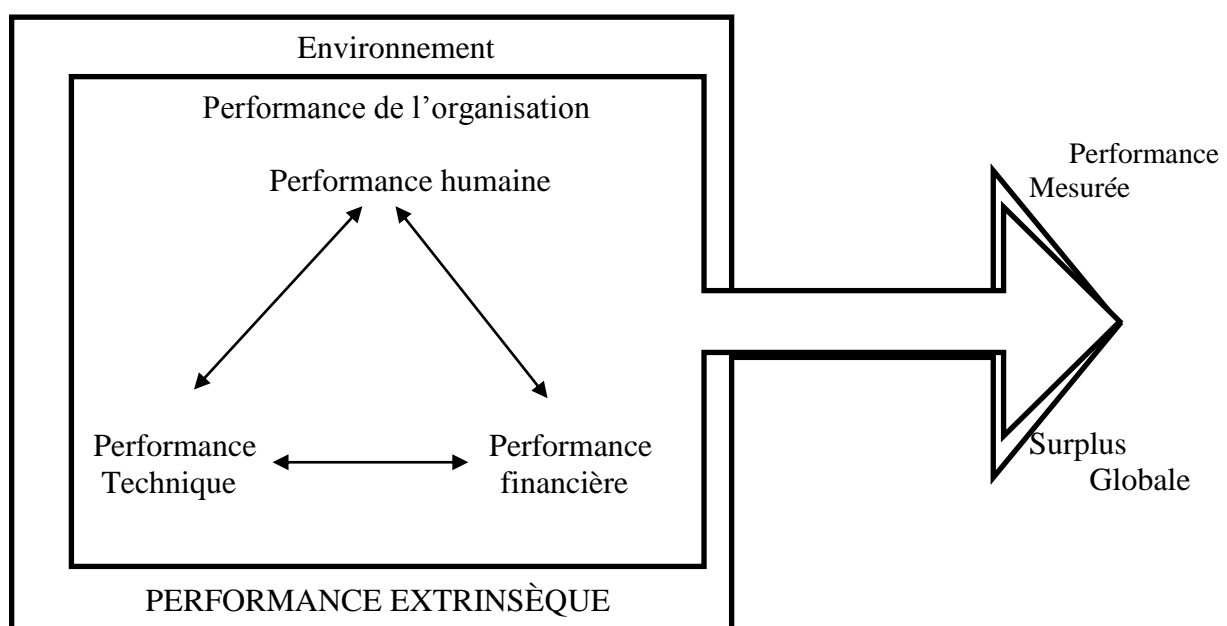 Environnement
Performance de l’organisation
Performance humaine
Performance
Mesurée
Performance
Technique
Performance
financière
Surplus
Globale
PERFORMANCE EXTRINSÈQUE